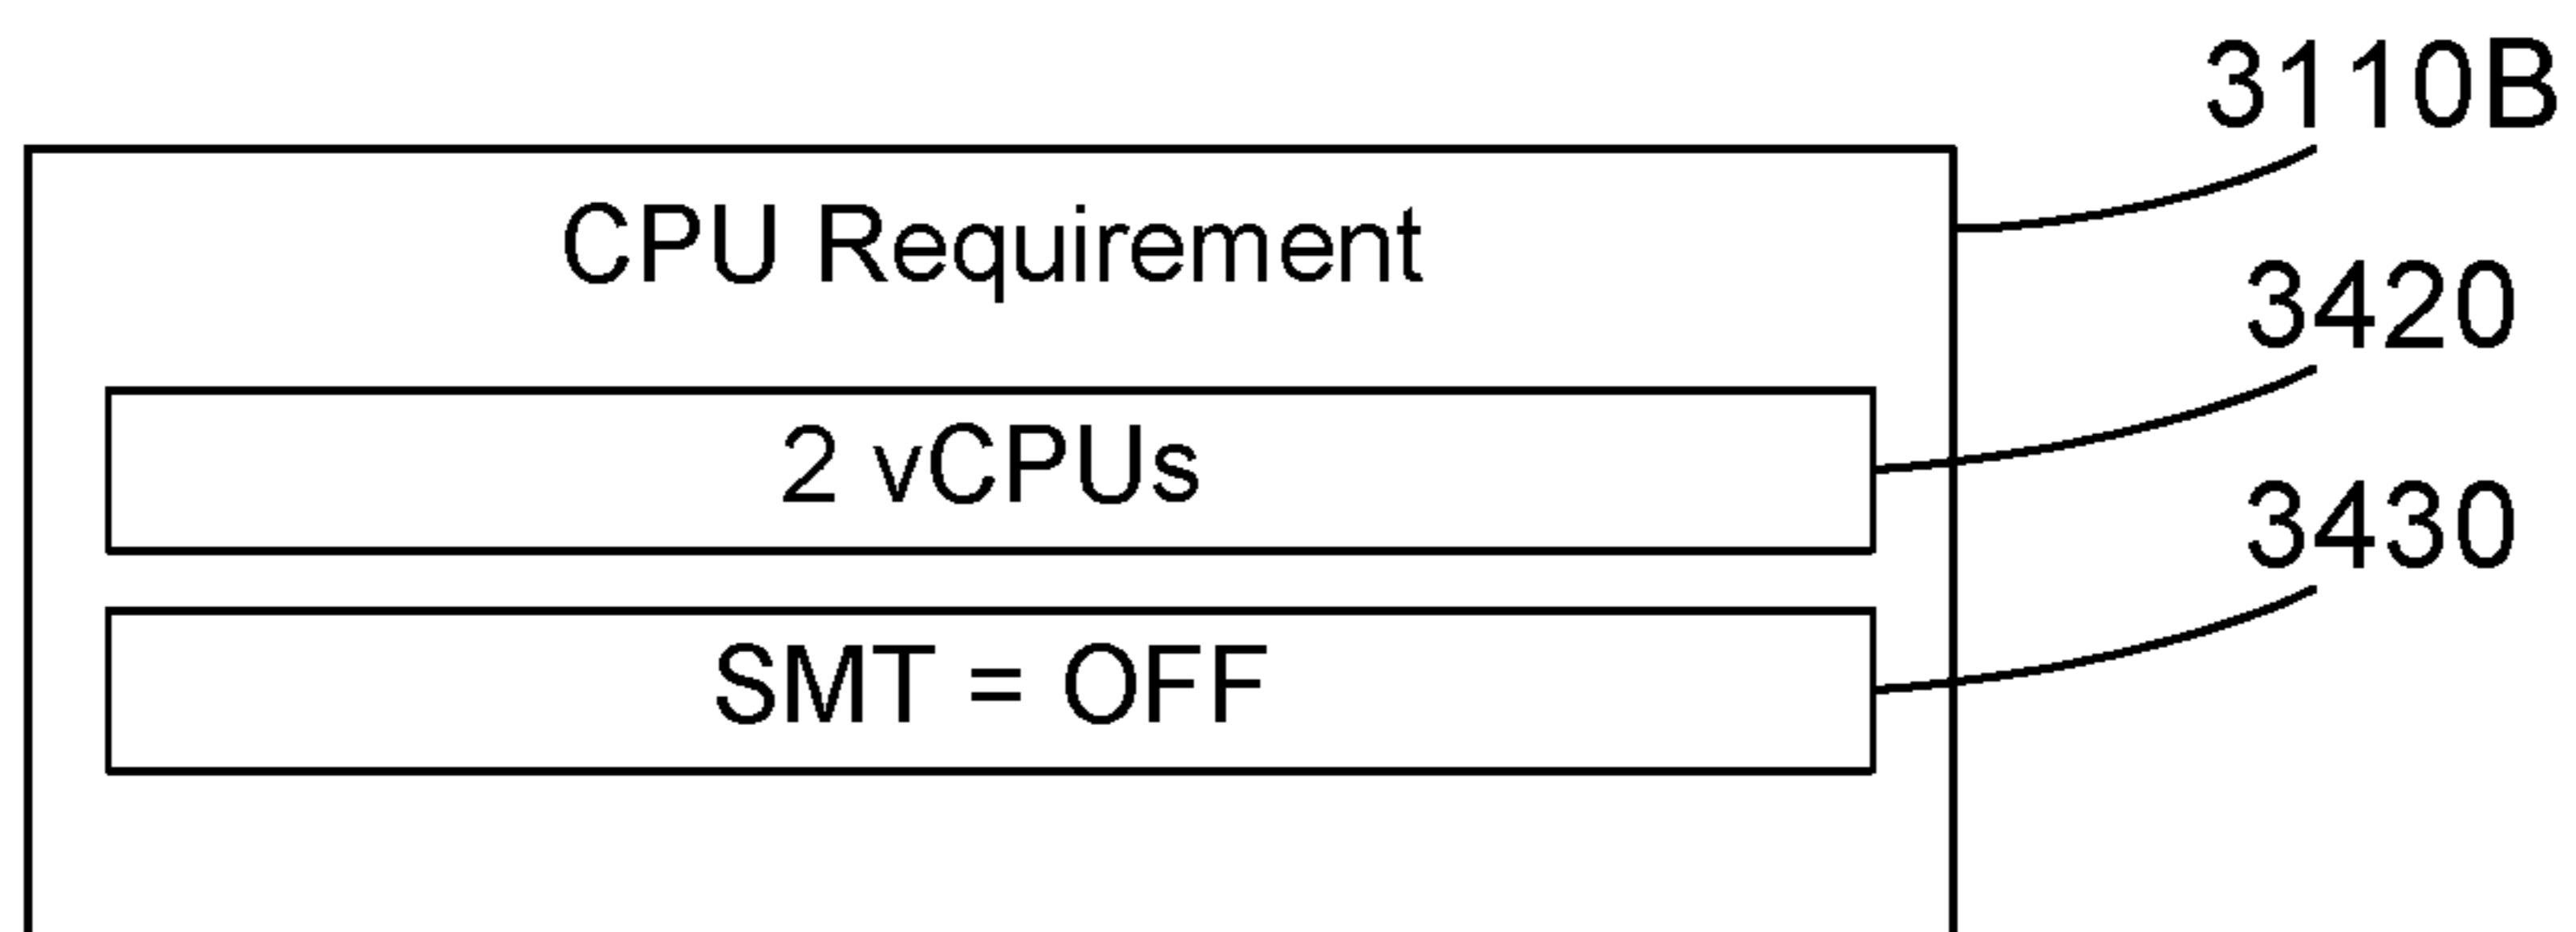 3110B
CPU Requirement
3420
2 vCPUs
3430
SMT = OFF